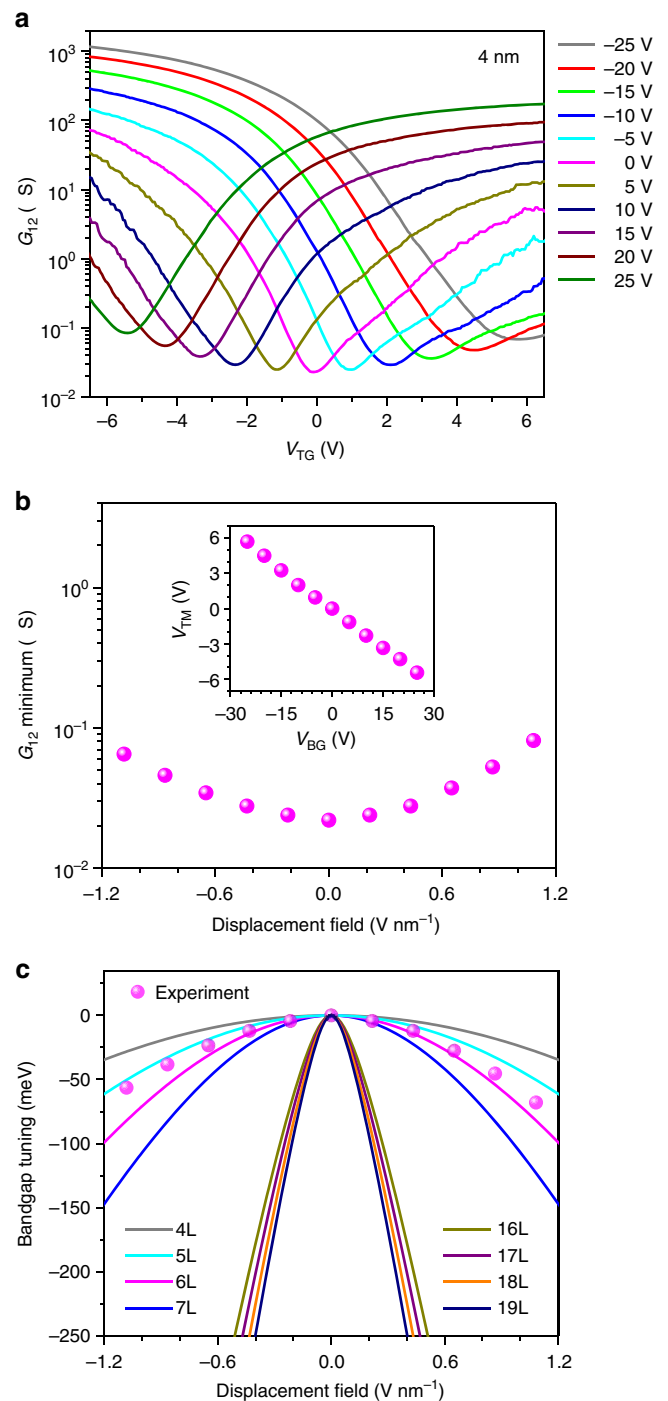 a
4 nm
10³
10²
10¹
10⁰
10⁻¹
10⁻²
G₁₂ ( S)
−6 −4 −2 0 2 4 6
V_TG (V)
−25 V
−20 V
−15 V
−10 V
−5 V
0 V
5 V
10 V
15 V
20 V
25 V
b
10⁰
10⁻¹
10⁻²
G₁₂ minimum ( S)
6
3
0
−3
−6
V_TM (V)
−30 −15 0 15 30
V_BG (V)
−1.2 −0.6 0.0 0.6 1.2
Displacement field (V nm⁻¹)
c
Experiment
0
−50
−100
−150
−200
−250
Bandgap tuning (meV)
4L
5L
6L
7L
16L
17L
18L
19L
−1.2 −0.6 0.0 0.6 1.2
Displacement field (V nm⁻¹)